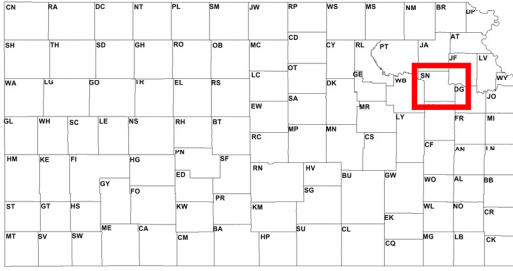 CN RA DC NT PL SM JW RP WS MS NM BR DP
CD AT
SH TH SD GH RO OB MC CY RL PT JA
JF LV
OT GE SN WY
WA LG GO TR EL RS LC DK WB
DG JO
SA
EW MR
GL WH SC LE NS RH BT LY FR MI
MP MN
RC CS
CF
PN AN LN
HM KE FI HG SF
RN HV
ED BU GW WO AL BB
GY
FO SG
PR
ST GT HS KW KM WL NO
CR
EK
ME CA BA SU CL
MT SV SW CM HP MG LB CK
CQ